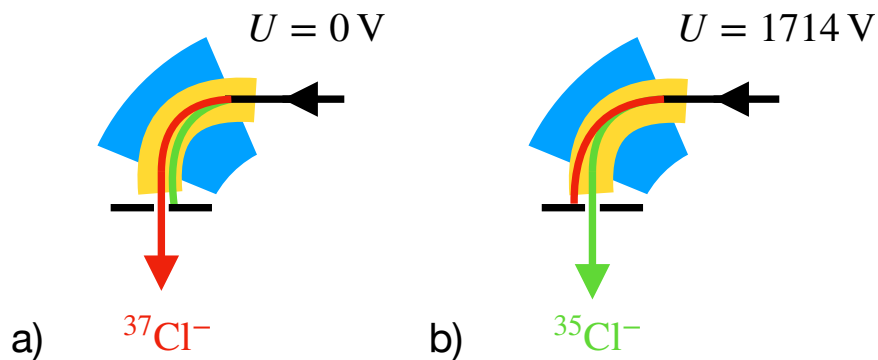 U = 0 V
U = 1714 V
a) ³⁷Cl⁻
b) ³⁵Cl⁻